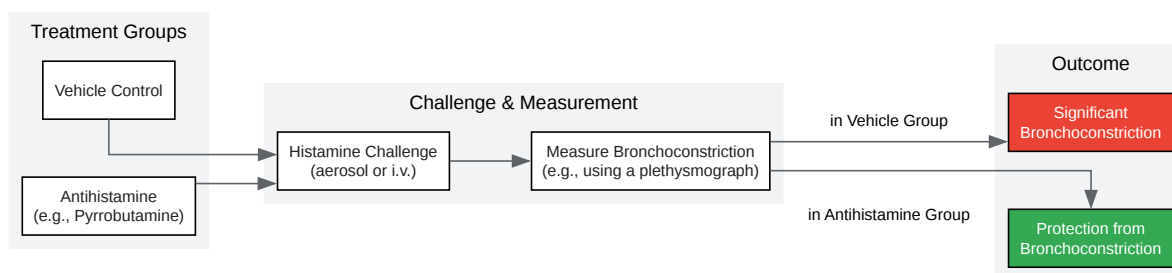 Treatment Groups
Vehicle Control
Antihistamine
(e.g., Pyrrobutamine)
Challenge & Measurement
Histamine Challenge
(aerosol or i.v.)
Measure Bronchoconstriction
(e.g., using a plethysmograph)
in Vehicle Group
in Antihistamine Group
Outcome
Significant
Bronchoconstriction
Protection from
Bronchoconstriction